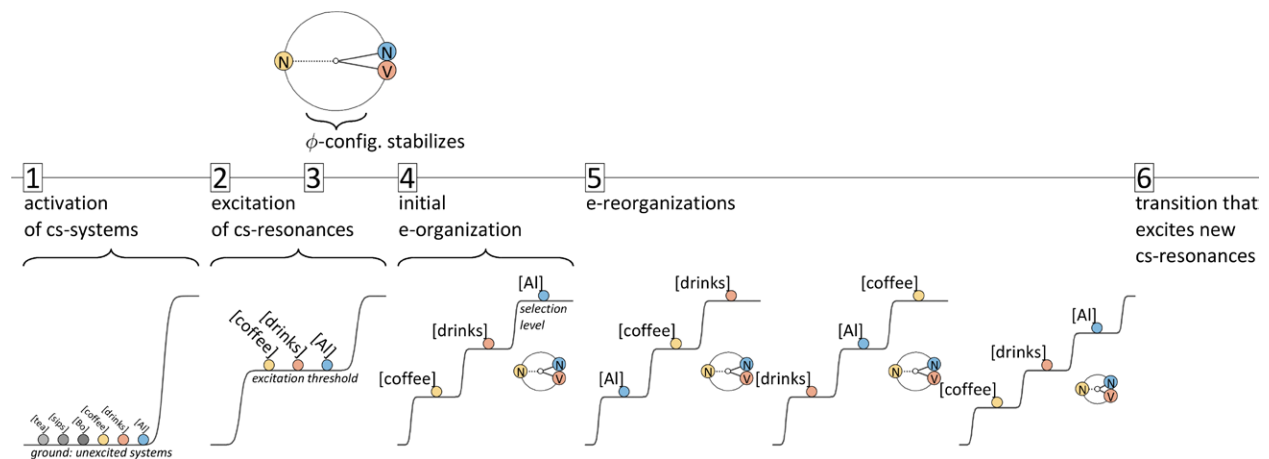 N
N
V
ϕ-config. stabilizes
1
2
3
4
5
6
activation
of cs-systems
excitation
of cs-resonances
initial
e-organization
e-reorganizations
transition that
excites new
cs-resonances
[tea]
[sips]
[Bo]
[coffee]
[drinks]
[Al]
ground: unexcited systems
[coffee]
[drinks]
[Al]
excitation threshold
[coffee]
[drinks]
[Al]
selection
level
N
N
V
[Al]
[coffee]
[drinks]
N
N
V
[drinks]
[Al]
[coffee]
N
N
V
[coffee]
[drinks]
[Al]
N
N
V